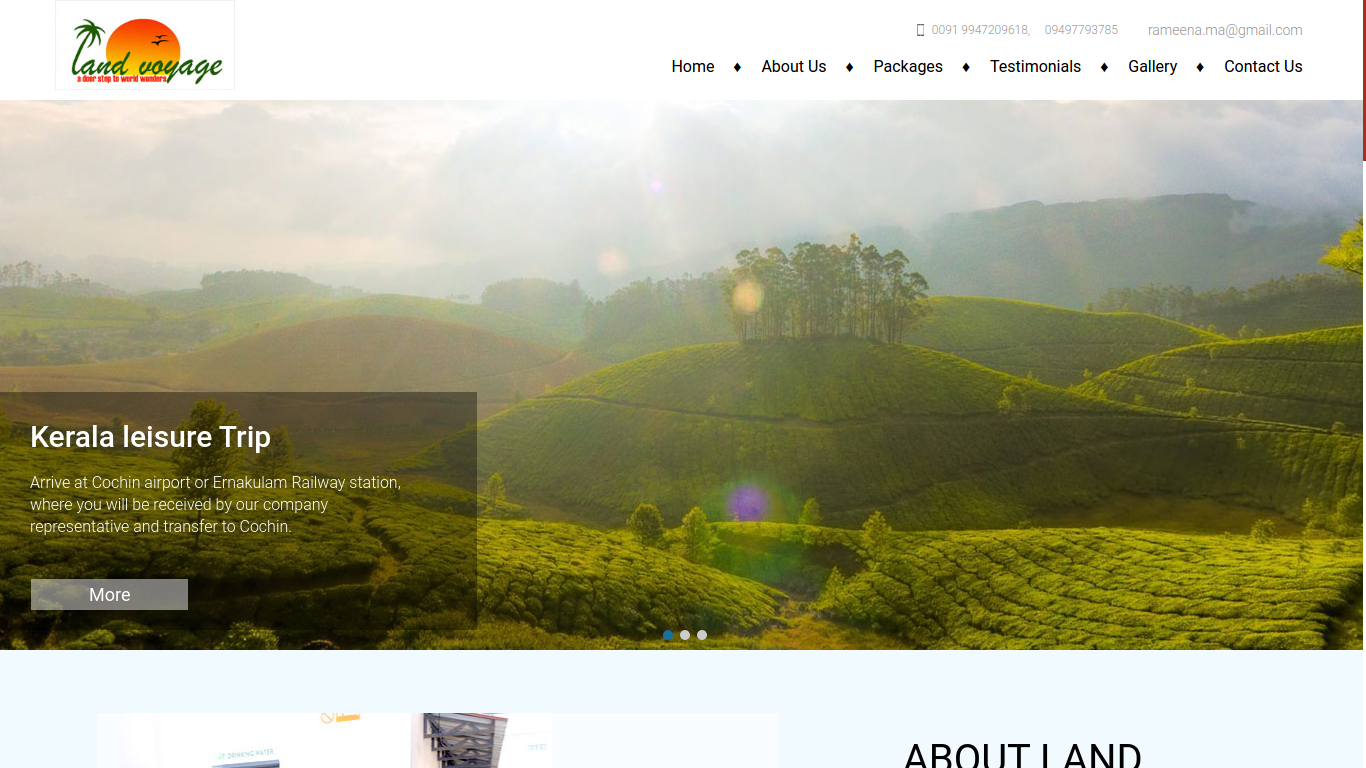 land voyage
a door step to world wonders
0091 9947209618, 09497793785 rameena.ma@gmail.com
Home ♦ About Us ♦ Packages ♦ Testimonials ♦ Gallery ♦ Contact Us
Kerala leisure Trip
Arrive at Cochin airport or Ernakulam Railway station,
where you will be received by our company
representative and transfer to Cochin.
More
DRINKING WATER
ABOUT LAND